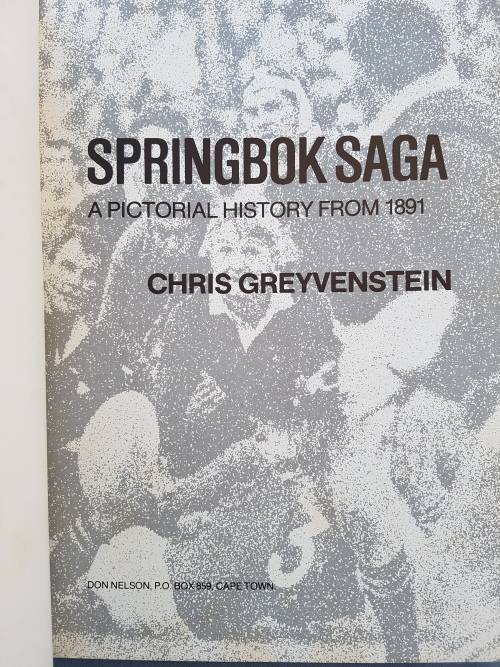 SPRINGBOK SAGA
A PICTORIAL HISTORY FROM 1891
CHRIS GREYVENSTEIN
DON NELSON, P.O. BOX 859, CAPE TOWN.